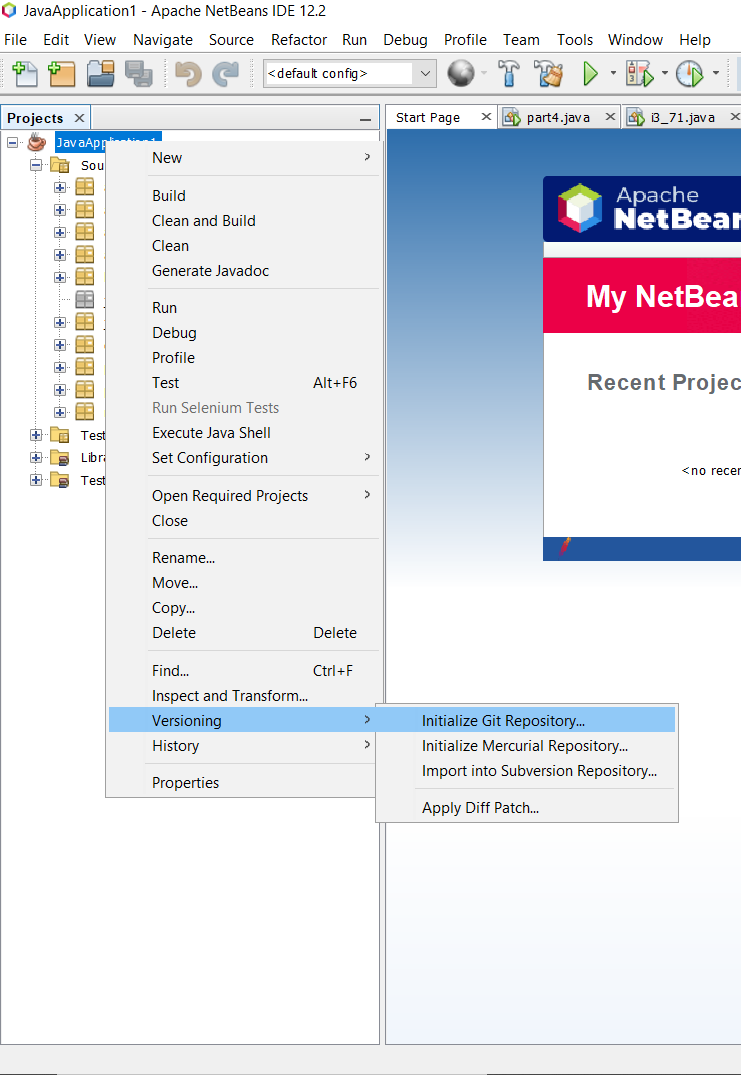 JavaApplication1 - Apache NetBeans IDE 12.2
File Edit View Navigate Source Refactor Run Debug Profile Team Tools Window Help
<default config>
Projects
Start Page part4.java i3_71.java
Apache
NetBean
My NetBea
Recent Projec
<no recen
JavaApplication1
Sou
Test
Libra
Test
New
Build
Clean and Build
Clean
Generate Javadoc
Run
Debug
Profile
Test Alt+F6
Run Selenium Tests
Execute Java Shell
Set Configuration
Open Required Projects
Close
Rename...
Move...
Copy...
Delete Delete
Find... Ctrl+F
Inspect and Transform...
Versioning
History
Properties
Initialize Git Repository...
Initialize Mercurial Repository...
Import into Subversion Repository...
Apply Diff Patch...